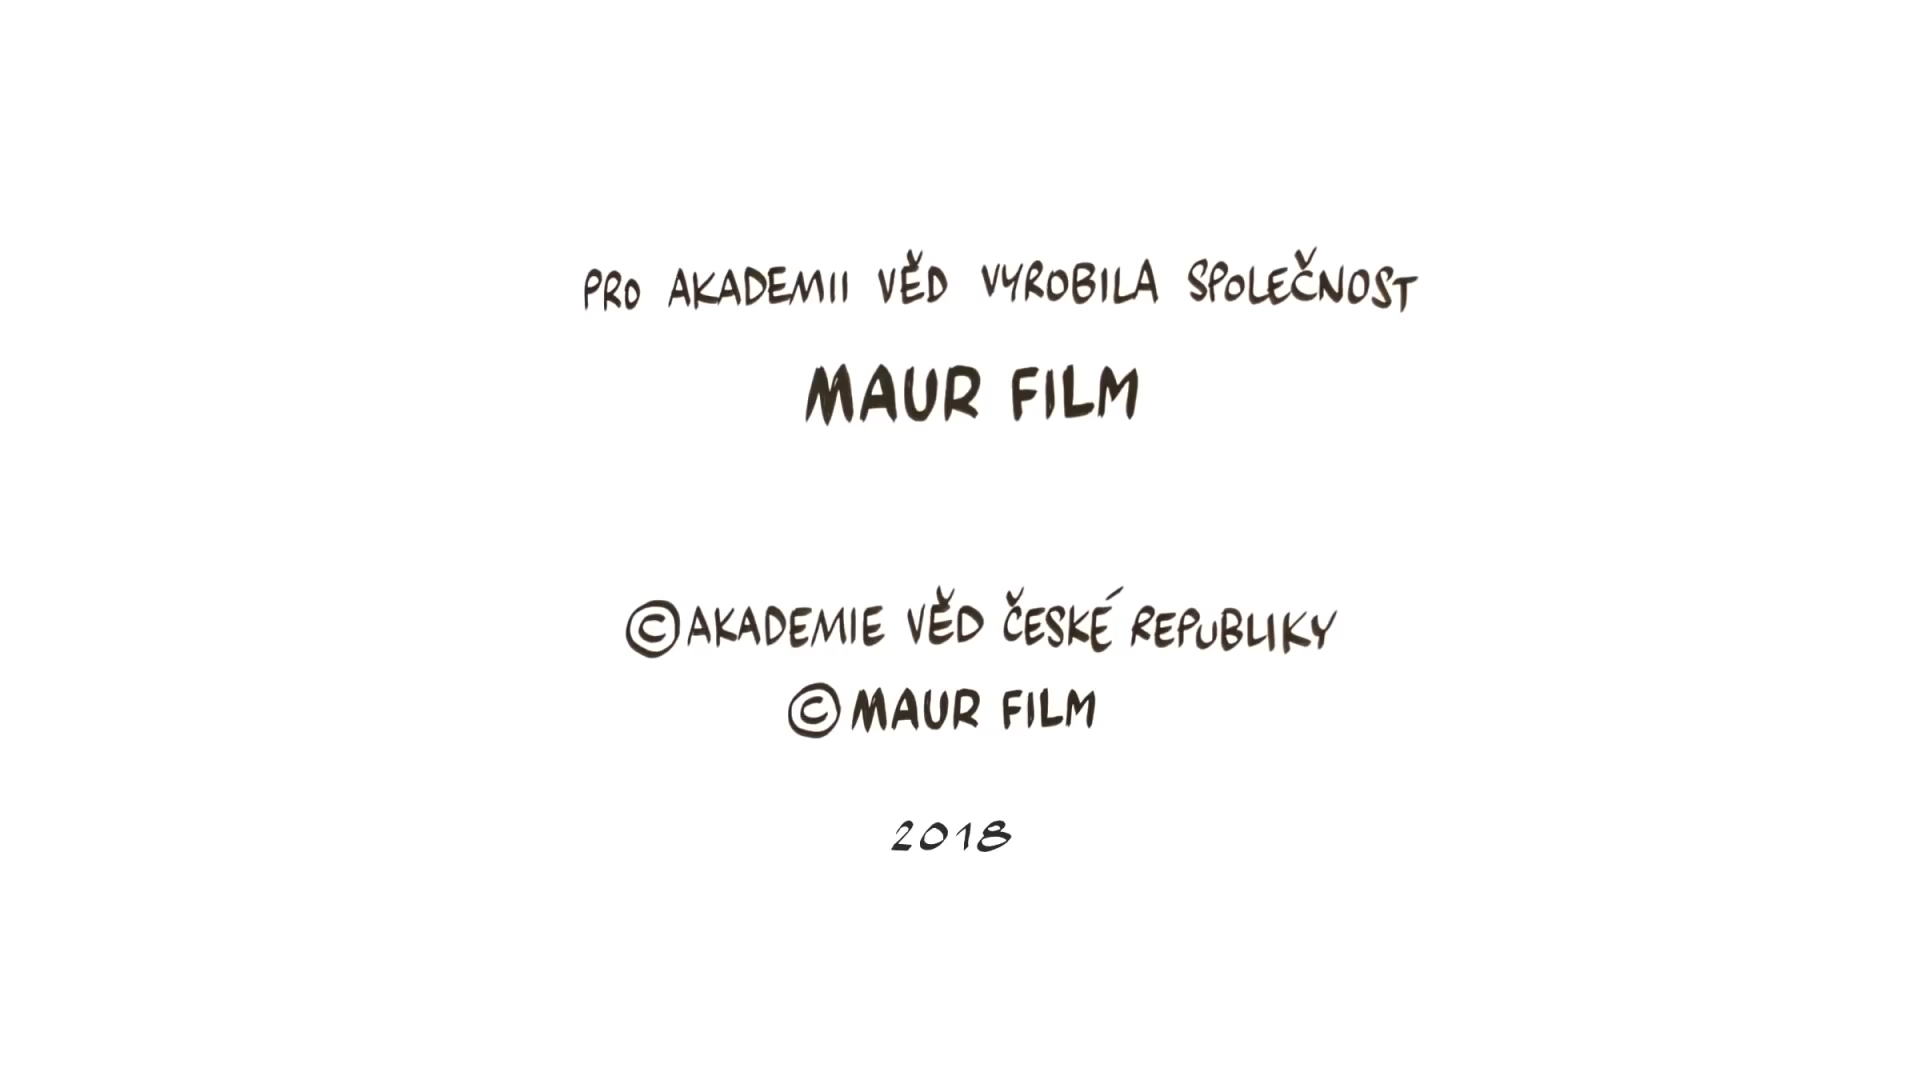 PRO AKADEMII VĚD VYROBILA SPOLEČNOST
MAUR FILM
©AKADEMIE VĚD ČESKÉ REPUBLIKY
©MAUR FILM
2018